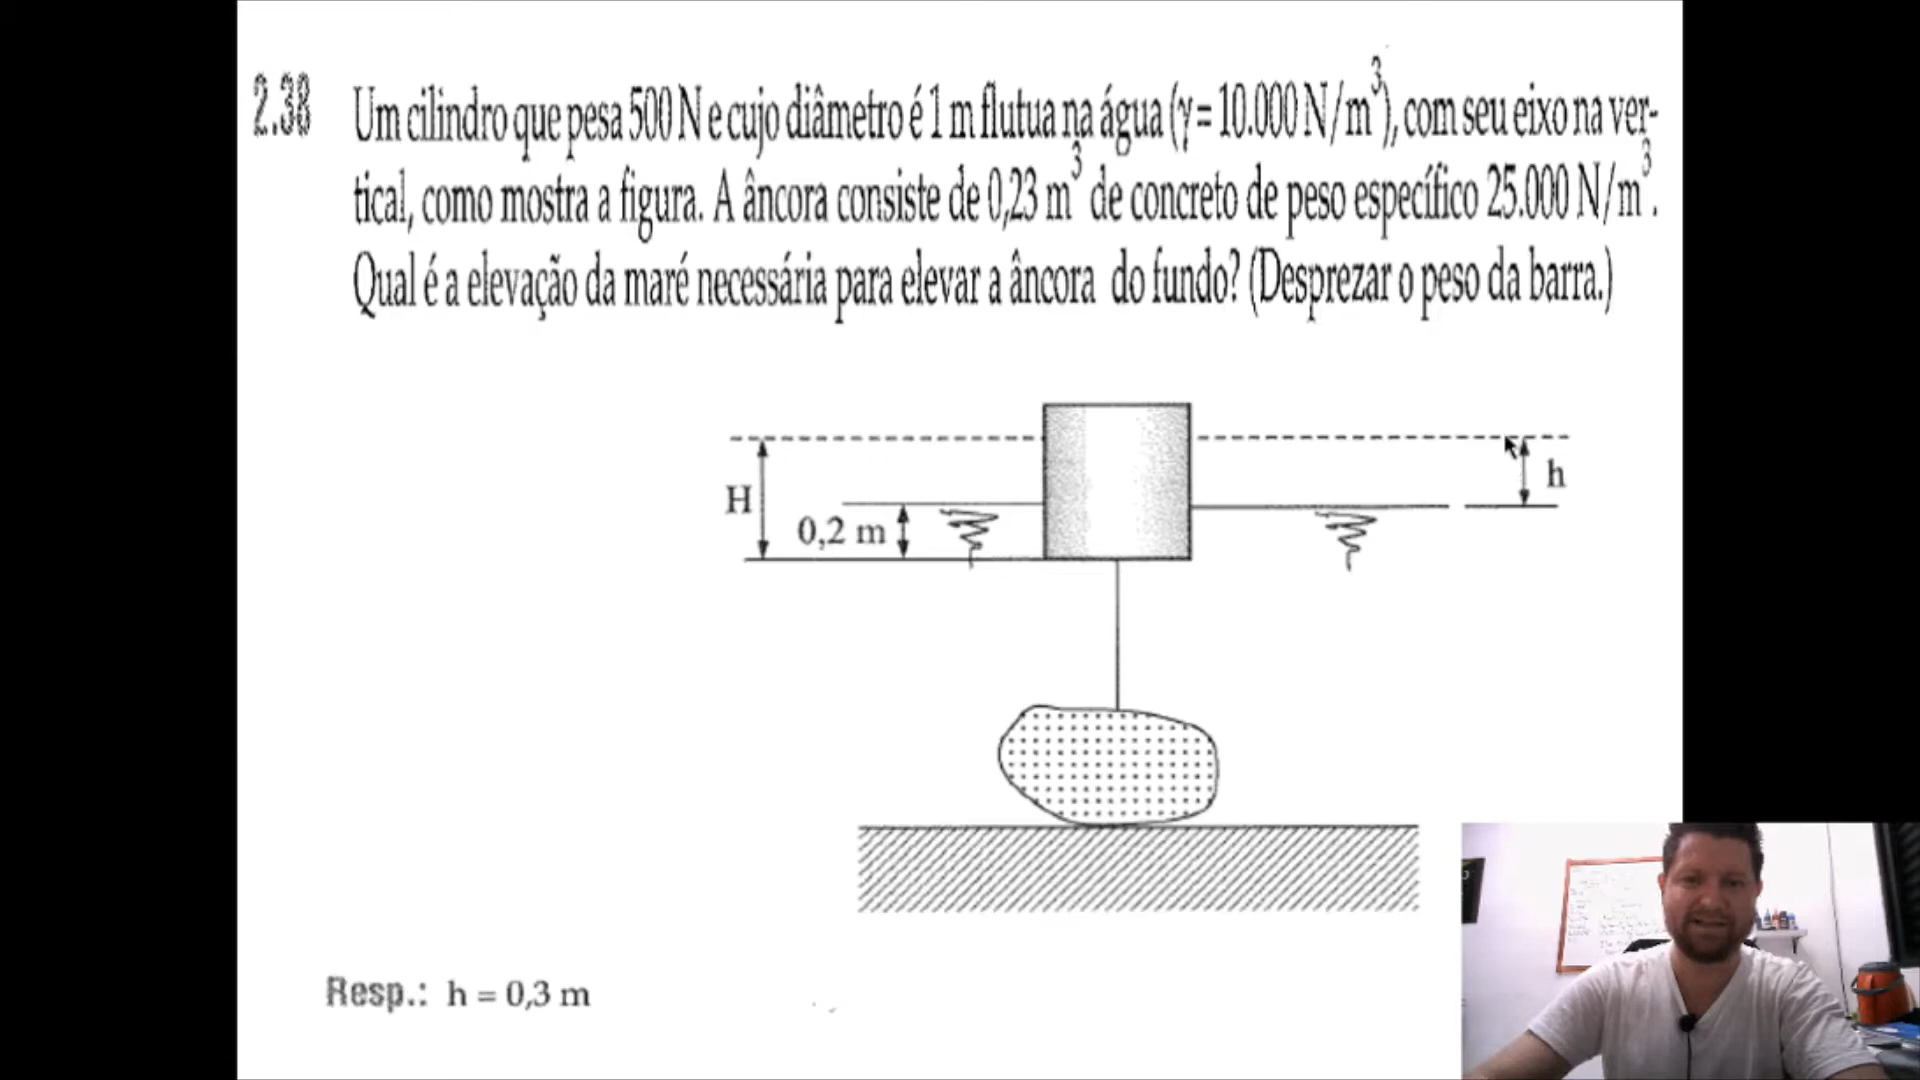 2.38 Um cilindro que pesa 500 N e cujo diâmetro é 1 m flutua na água (γ = 10.000 N/m³), com seu eixo na ver-
tical, como mostra a figura. A âncora consiste de 0,23 m³ de concreto de peso específico 25.000 N/m³.
Qual é a elevação da maré necessária para elevar a âncora do fundo? (Desprezar o peso da barra.)
H
0,2 m
h
Resp.: h = 0,3 m